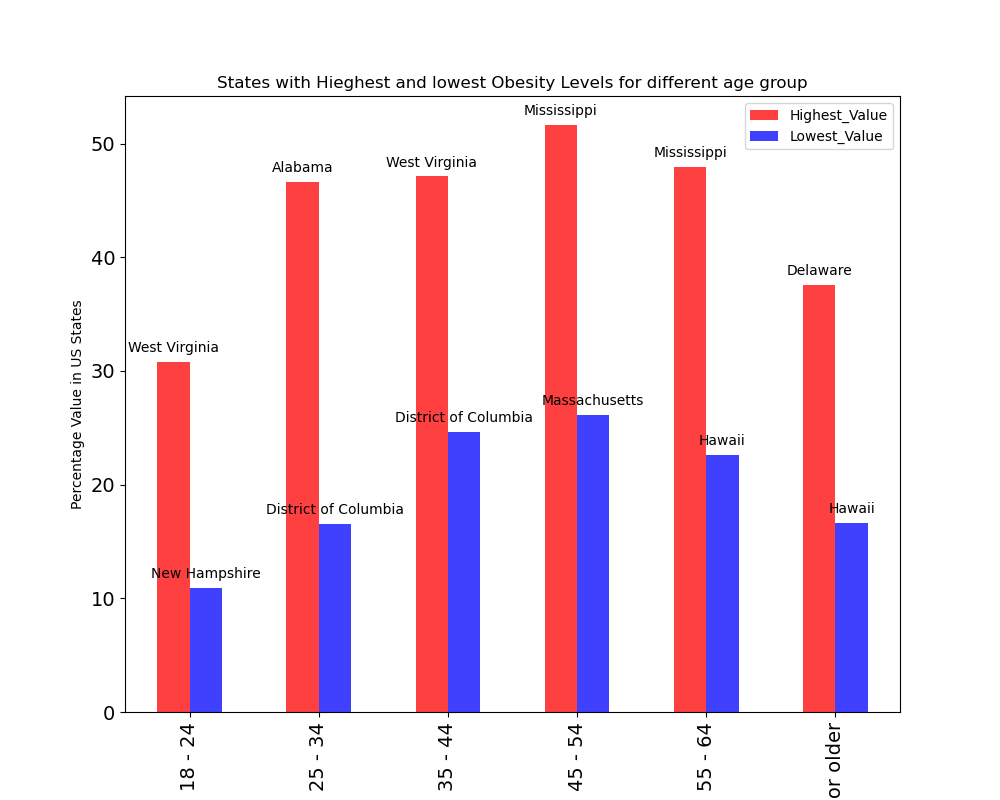 States with Hieghest and lowest Obesity Levels for different age group
Highest_Value
Lowest_Value
Percentage Value in US States
50
40
30
20
10
0
West Virginia
New Hampshire
Alabama
District of Columbia
West Virginia
District of Columbia
Mississippi
Massachusetts
Mississippi
Hawaii
Delaware
Hawaii
18 - 24
25 - 34
35 - 44
45 - 54
55 - 64
or older